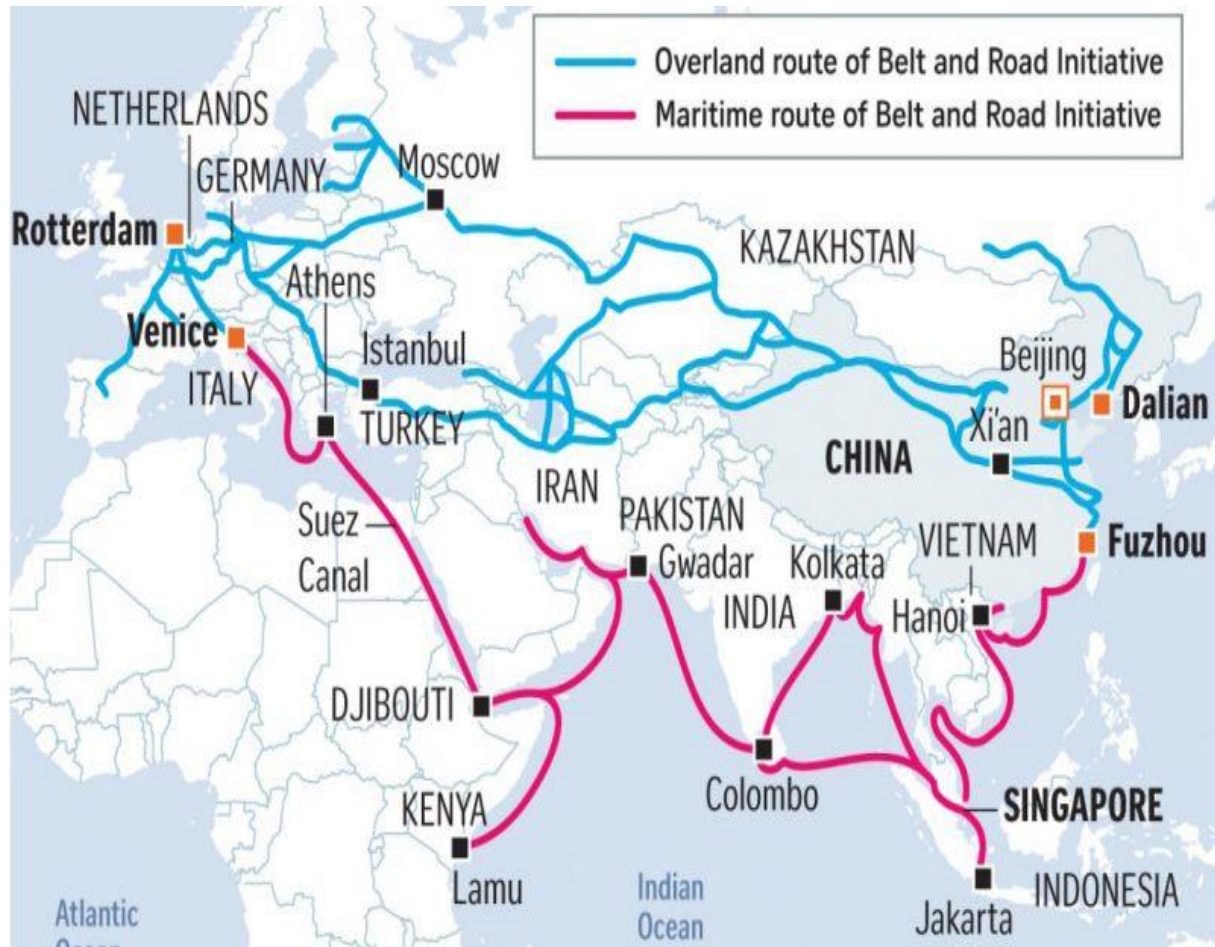 Overland route of Belt and Road Initiative
Maritime route of Belt and Road Initiative
NETHERLANDS
GERMANY
Moscow
Rotterdam
KAZAKHSTAN
Athens
Venice
Istanbul
Beijing
ITALY
TURKEY
Dalian
Xi'an
CHINA
IRAN
PAKISTAN
Suez
Canal
Gwadar
Kolkata
VIETNAM
Fuzhou
INDIA
Hanoi
DJIBOUTI
Colombo
SINGAPORE
KENYA
Lamu
Indian
Ocean
Jakarta
INDONESIA
Atlantic
Ocean